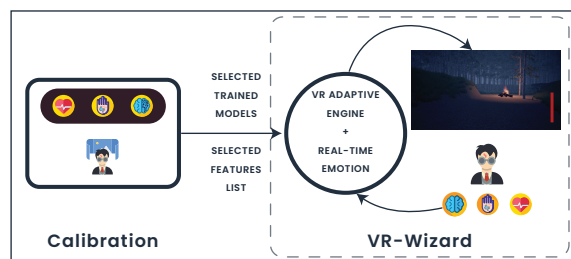 SELECTED
TRAINED
MODELS
SELECTED
FEATURES
LIST
VR ADAPTIVE
ENGINE
+
REAL-TIME
EMOTION
Calibration
VR-Wizard